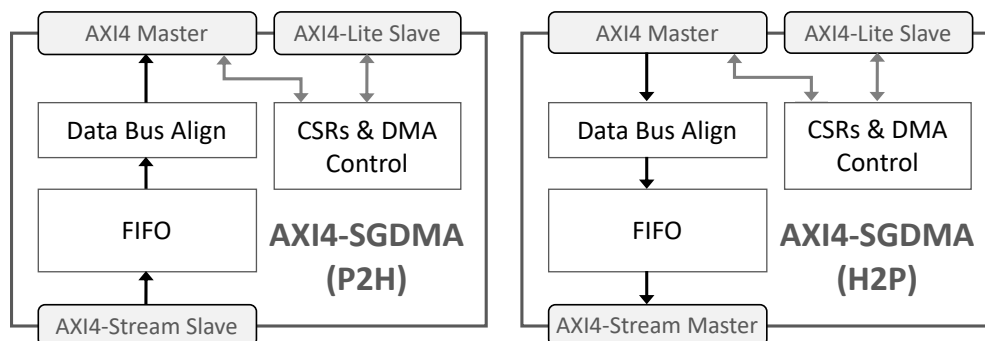 AXI4 Master
AXI4-Lite Slave
Data Bus Align
CSRs & DMA
Control
FIFO
AXI4-SGDMA
(P2H)
AXI4-Stream Slave
AXI4 Master
AXI4-Lite Slave
Data Bus Align
CSRs & DMA
Control
FIFO
AXI4-SGDMA
(H2P)
AXI4-Stream Master